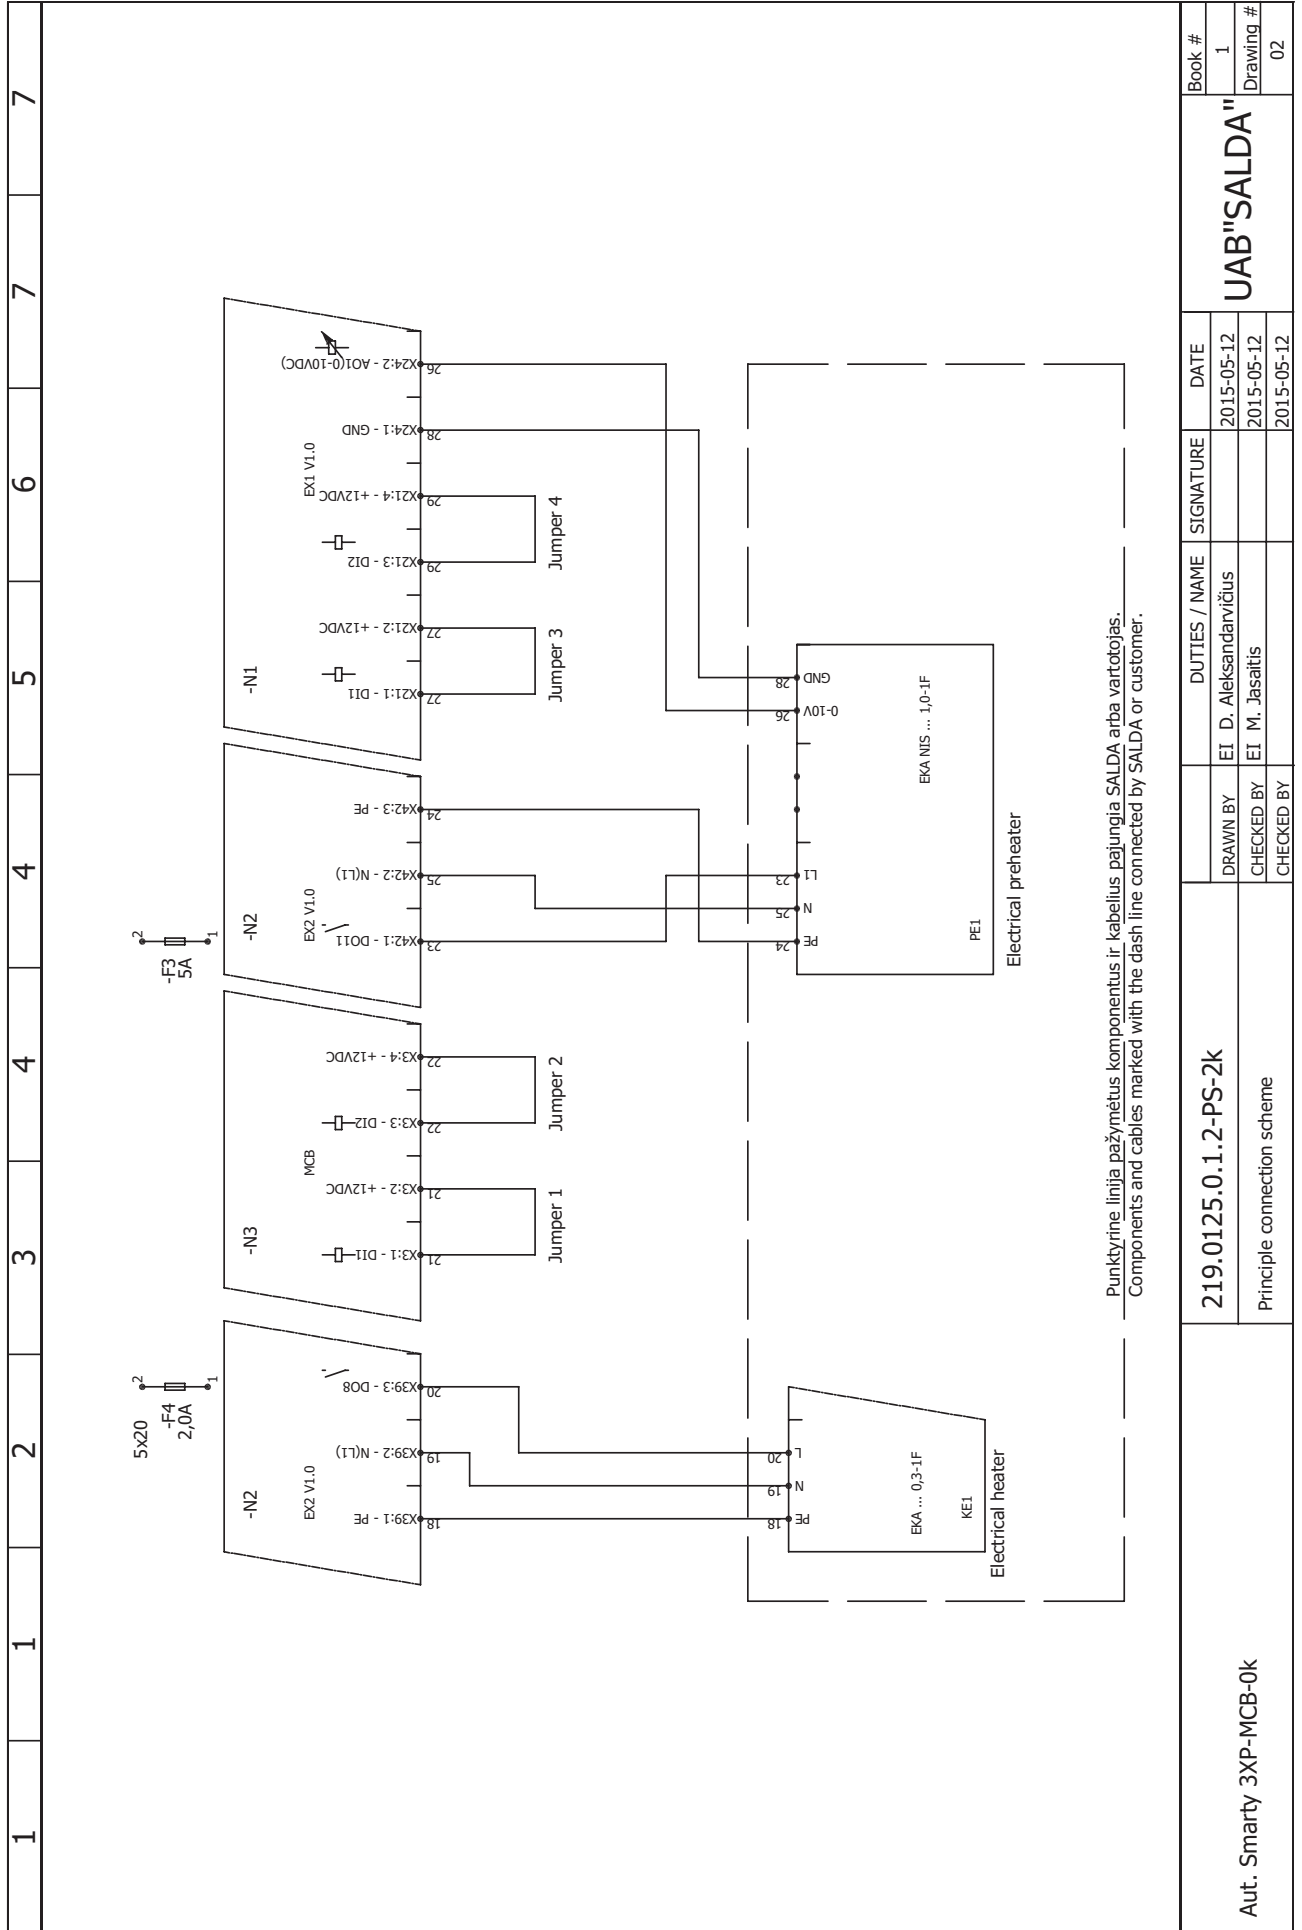 1 1 2 3 4 4 5 6 7 7
5x20
-F4
2,0A
2
1
-F3
5A
2
1
-N2
EX2 V1.0
X39:1 - PE
X39:2 - N(L1)
X39:3 - DO8
18
19
20
-N3
MCB
X3:1 - DI1
X3:2 - +12VDC
X3:3 - DI2
X3:4 - +12VDC
21
21
22
22
Jumper 1
Jumper 2
-N2
EX2 V1.0
X42:1 - DO11
X42:2 - N(L1)
X42:3 - PE
23
25
24
-N1
EX1 V1.0
X21:1 - DI1
X21:2 - +12VDC
X21:3 - DI2
X21:4 - +12VDC
X24:1 - GND
X24:2 - AO1(0-10VDC)
27
27
29
29
28
26
Jumper 3
Jumper 4
18
19
20
PE
N
L
EKA ... 0,3-1F
KE1
Electrical heater
24
25
23
26
28
PE
N
L1
0-10V
GND
EKA NIS ... 1,0-1F
PE1
Electrical preheater
Punktyrine linija pažymėtus komponentus ir kabelius pajungia SALDA arba vartotojas.
Components and cables marked with the dash line connected by SALDA or customer.
Aut. Smarty 3XP-MCB-0k
219.0125.0.1.2-PS-2k
Principle connection scheme
DUTIES / NAME SIGNATURE DATE
DRAWN BY EI D. Aleksandarvičius 2015-05-12
CHECKED BY EI M. Jasaitis 2015-05-12
CHECKED BY 2015-05-12
UAB"SALDA"
Book #
1
Drawing #
02